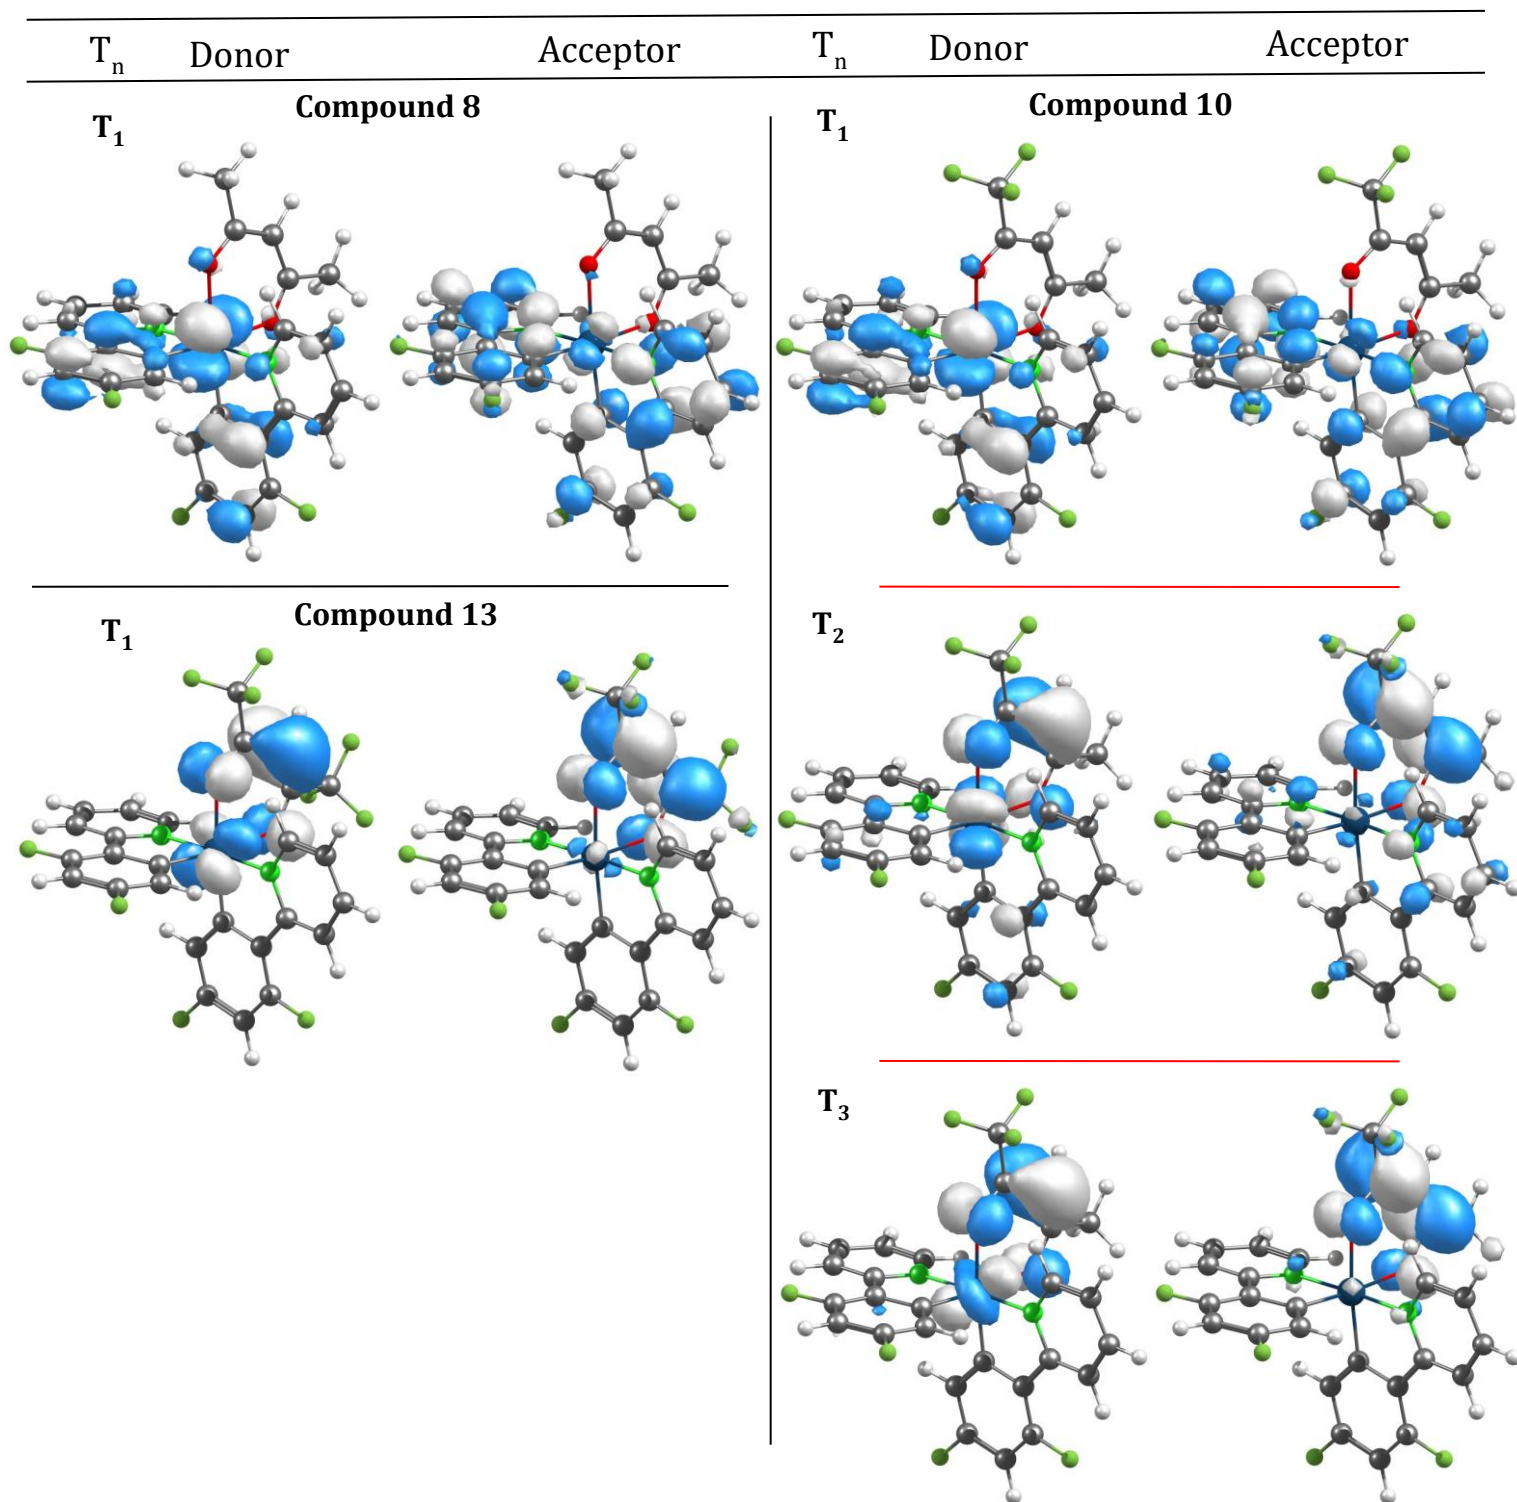 Tn Donor Acceptor Tn Donor Acceptor
Compound 8 Compound 10
T1 T1
Compound 13
T1 T2
T3